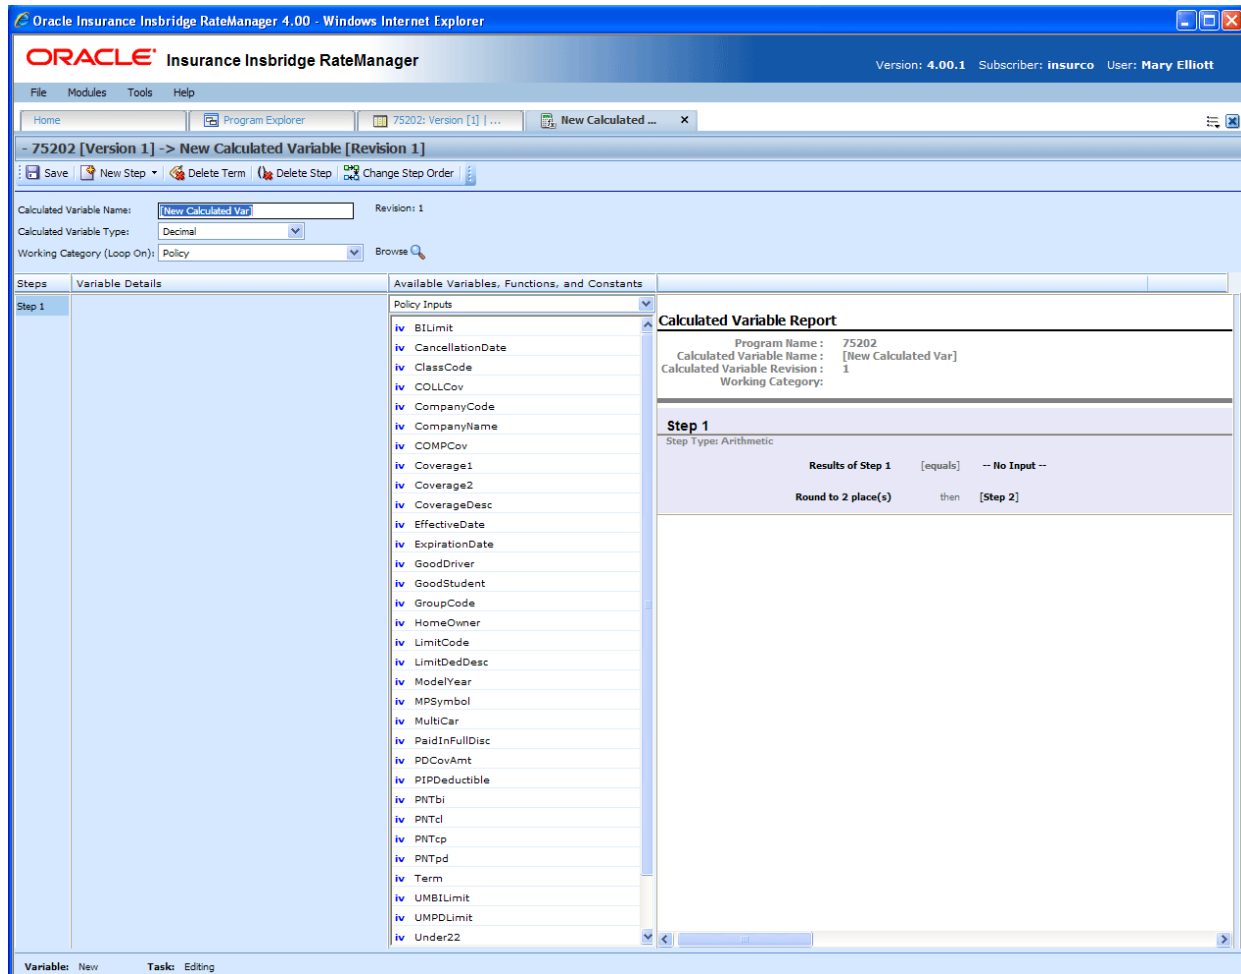 Oracle Insurance Insbridge RateManager 4.00 - Windows Internet Explorer
ORACLE Insurance Insbridge RateManager
Version: 4.00.1 Subscriber: insurco User: Mary Elliott
File Modules Tools Help
Home Program Explorer 75202: Version [1] | ... New Calculated ... X
- 75202 [Version 1] -> New Calculated Variable [Revision 1]
Save New Step Delete Term Delete Step Change Step Order
Calculated Variable Name: [New Calculated Var] Revision: 1
Calculated Variable Type: Decimal
Working Category (Loop On): Policy Browse
Steps Variable Details Available Variables, Functions, and Constants
Step 1
Policy Inputs
iv BILimit
iv CancellationDate
iv ClassCode
iv COLLCov
iv CompanyCode
iv CompanyName
iv COMPCov
iv Coverage1
iv Coverage2
iv CoverageDesc
iv EffectiveDate
iv ExpirationDate
iv GoodDriver
iv GoodStudent
iv GroupCode
iv HomeOwner
iv LimitCode
iv LimitDedDesc
iv ModelYear
iv MPSymbol
iv MultiCar
iv PaidInFullDisc
iv PDCovAmt
iv PIPDeductible
iv PNTbi
iv PNTcl
iv PNTcp
iv PNTpd
iv Term
iv UMBILimit
iv UMPDLimit
iv Under22
Calculated Variable Report
Program Name : 75202
Calculated Variable Name : [New Calculated Var]
Calculated Variable Revision : 1
Working Category:
Step 1
Step Type: Arithmetic
Results of Step 1 [equals] -- No Input --
Round to 2 place(s) then [Step 2]
Variable: New Task: Editing